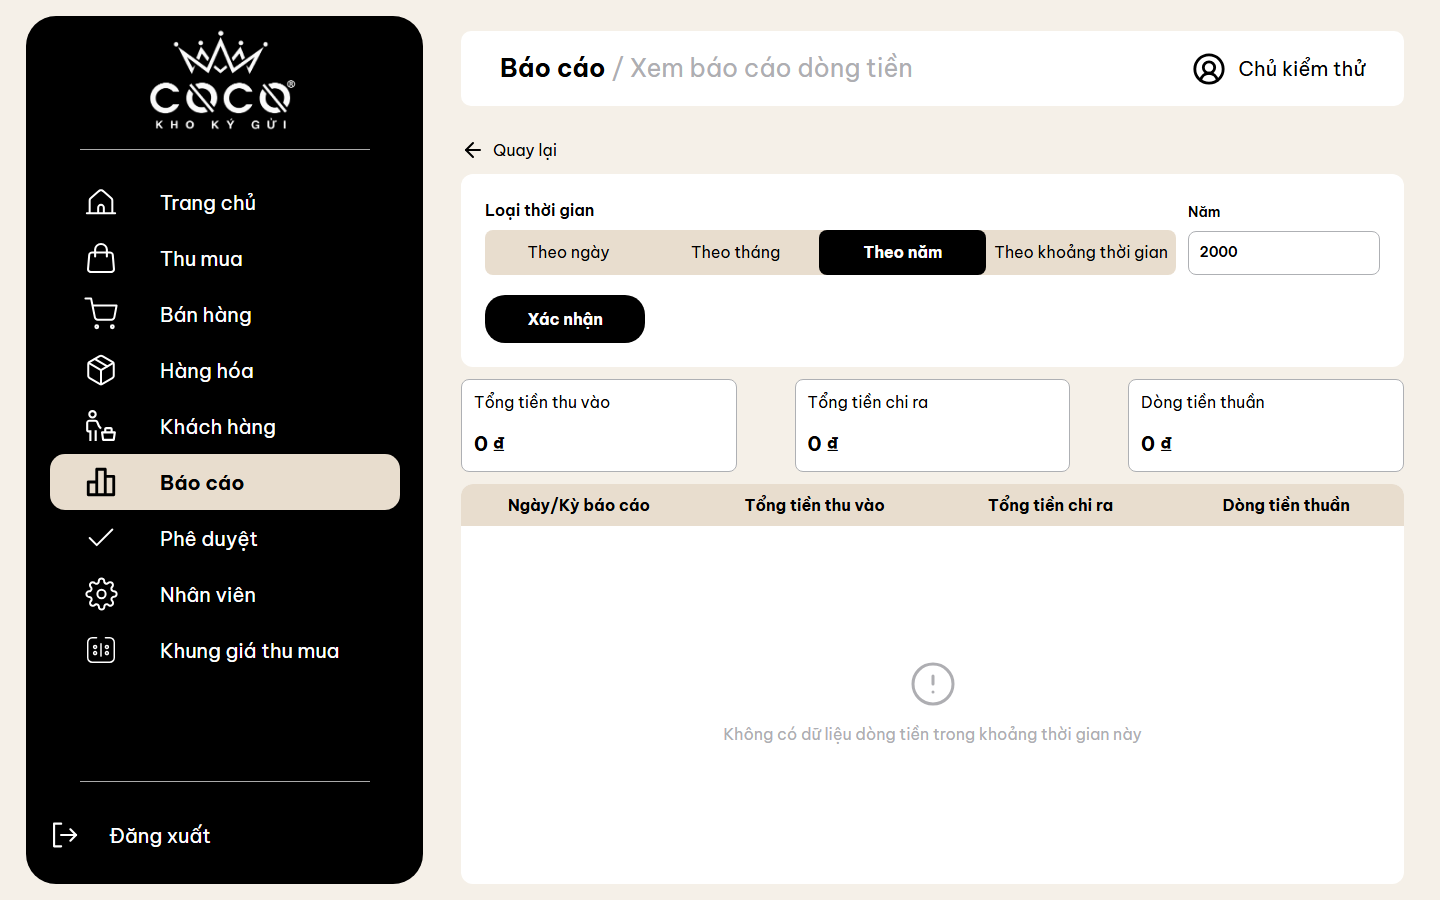 COCO®
KHO KÝ GỬI
Trang chủ
Thu mua
Bán hàng
Hàng hóa
Khách hàng
Báo cáo
Phê duyệt
Nhân viên
Khung giá thu mua
Đăng xuất
Báo cáo / Xem báo cáo dòng tiền
Chủ kiểm thử
Quay lại
Loại thời gian
Năm
Theo ngày Theo tháng Theo năm Theo khoảng thời gian
2000
Xác nhận
Tổng tiền thu vào
0 ₫
Tổng tiền chi ra
0 ₫
Dòng tiền thuần
0 ₫
Ngày/Kỳ báo cáo Tổng tiền thu vào Tổng tiền chi ra Dòng tiền thuần
Không có dữ liệu dòng tiền trong khoảng thời gian này